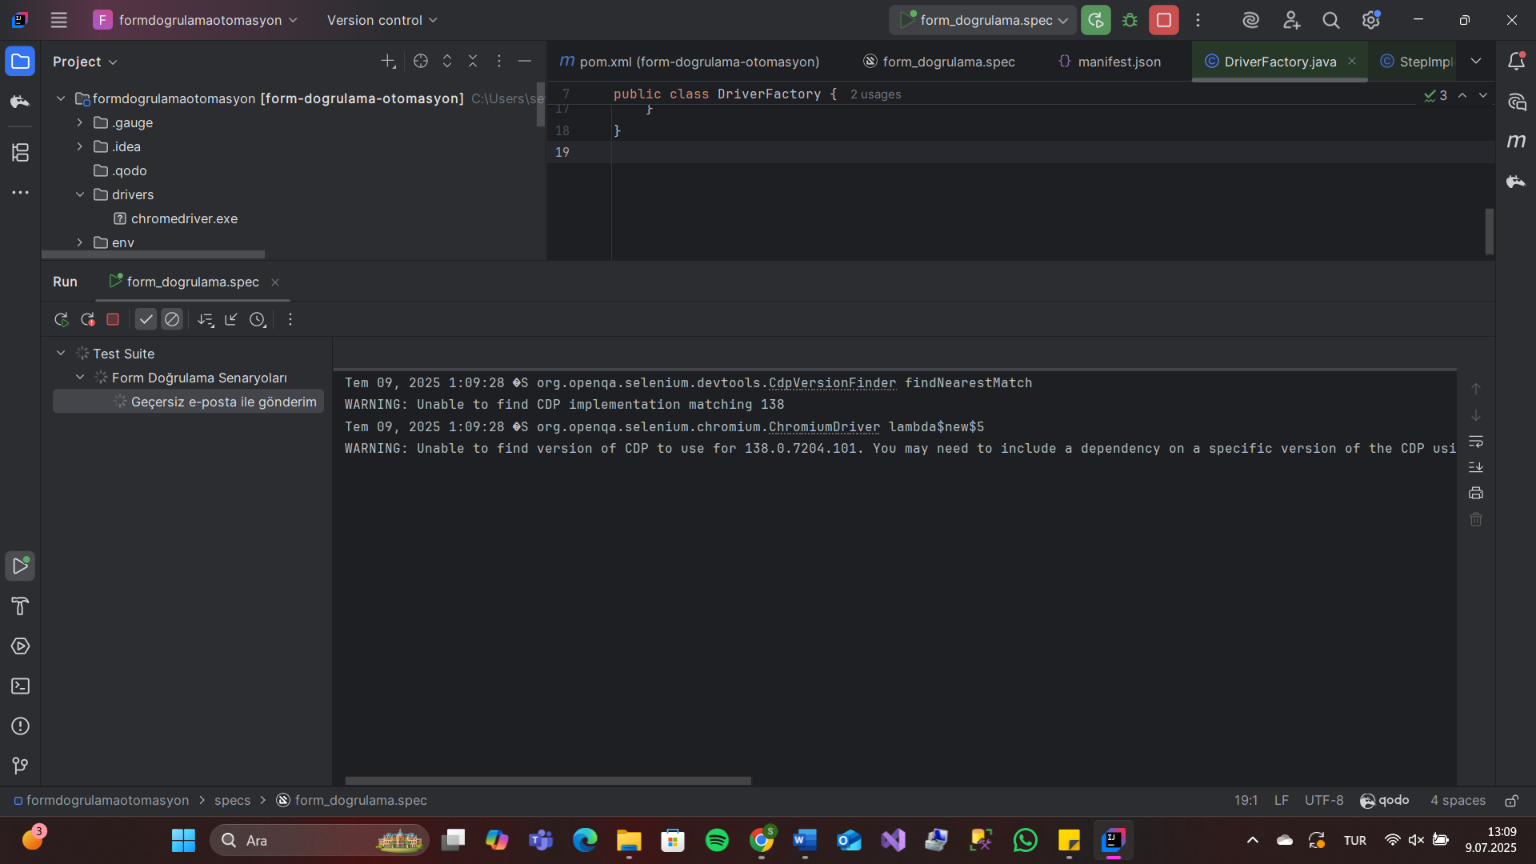 F formdogrulamaotomasyon Version control form_dogrulama.spec
Project pom.xml (form-dogrulama-otomasyon) form_dogrulama.spec manifest.json DriverFactory.java StepImpl
formdogrulamaotomasyon [form-dogrulama-otomasyon] C:\Users\se
7 public class DriverFactory { 2 usages 3
.gauge
17 }
18 }
.idea
19
.qodo
drivers
chromedriver.exe
env
Run form_dogrulama.spec
Test Suite
Form Doğrulama Senaryoları
Geçersiz e-posta ile gönderim
Tem 09, 2025 1:09:28 �S org.openqa.selenium.devtools.CdpVersionFinder findNearestMatch
WARNING: Unable to find CDP implementation matching 138
Tem 09, 2025 1:09:28 �S org.openqa.selenium.chromium.ChromiumDriver lambda$new$5
WARNING: Unable to find version of CDP to use for 138.0.7204.101. You may need to include a dependency on a specific version of the CDP usi
formdogrulamaotomasyon > specs > form_dogrulama.spec 19:1 LF UTF-8 qodo 4 spaces
3 Ara TUR 13:09
9.07.2025